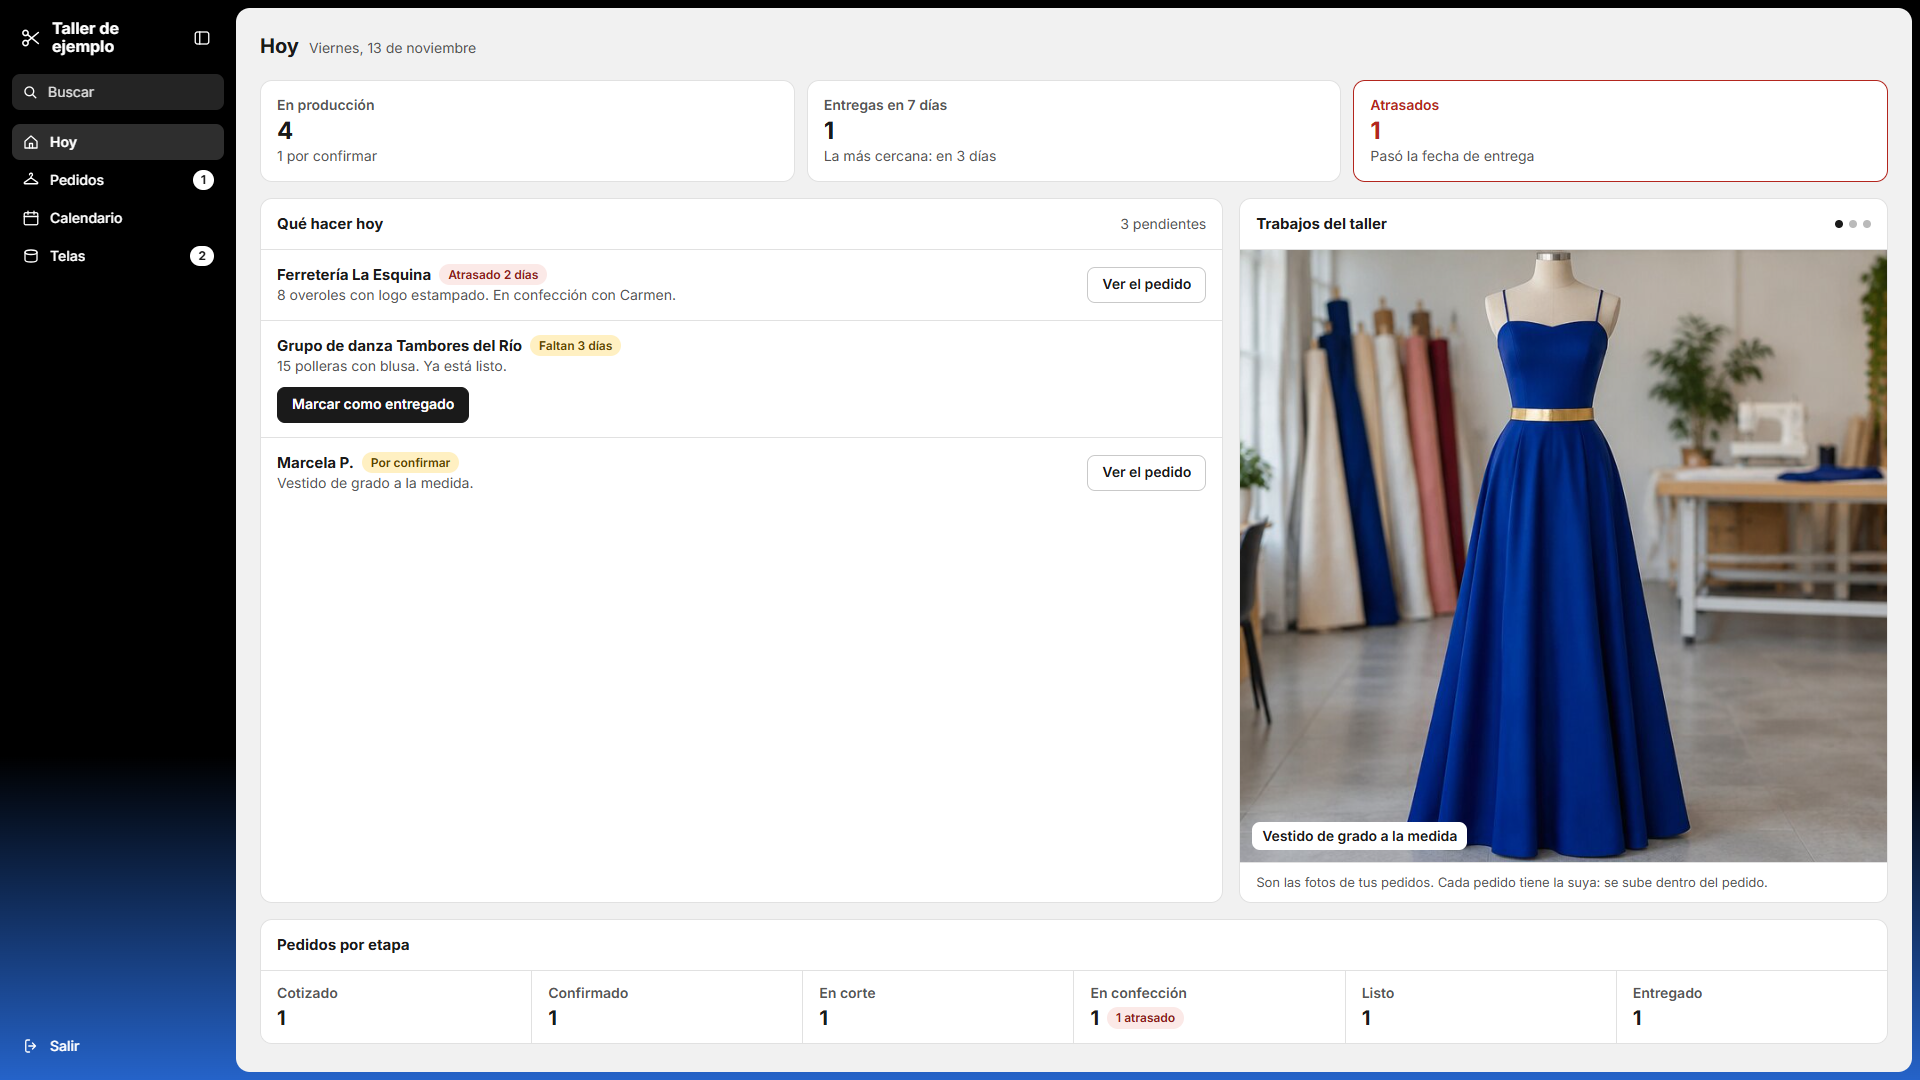 Taller de
ejemplo
Buscar
Hoy
Pedidos 1
Calendario
Telas 2
Salir
Hoy Viernes, 13 de noviembre
En producción
4
1 por confirmar
Entregas en 7 días
1
La más cercana: en 3 días
Atrasados
1
Pasó la fecha de entrega
Qué hacer hoy 3 pendientes
Ferretería La Esquina Atrasado 2 días
8 overoles con logo estampado. En confección con Carmen.
Ver el pedido
Grupo de danza Tambores del Río Faltan 3 días
15 polleras con blusa. Ya está listo.
Marcar como entregado
Marcela P. Por confirmar
Vestido de grado a la medida.
Ver el pedido
Trabajos del taller
Vestido de grado a la medida
Son las fotos de tus pedidos. Cada pedido tiene la suya: se sube dentro del pedido.
Pedidos por etapa
Cotizado
1
Confirmado
1
En corte
1
En confección
1 1 atrasado
Listo
1
Entregado
1